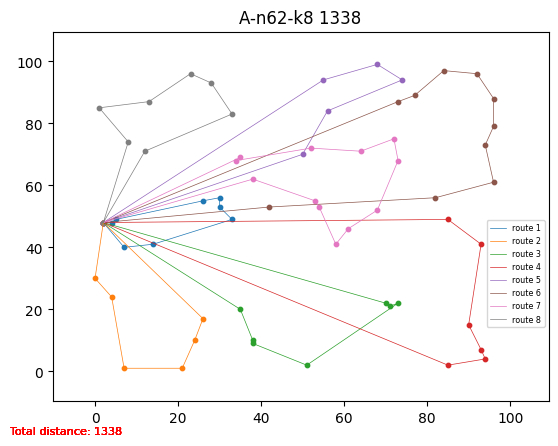 A-n62-k8 1338
100
80
60
40
20
0
0 20 40 60 80 100
route 1
route 2
route 3
route 4
route 5
route 6
route 7
route 8
Total distance: 1338